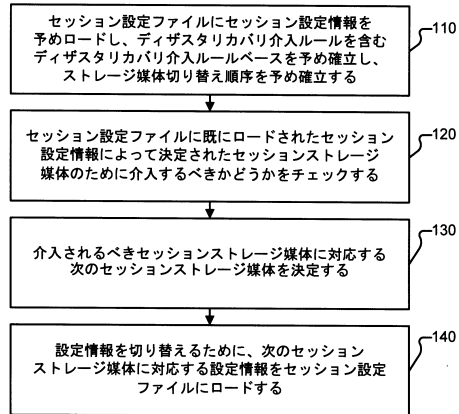 セッション設定ファイルにセッション設定情報を
予めロードし、ディザスタリカバリ介入ルールを含む
ディザスタリカバリ介入ルールベースを予め確立し、
ストレージ媒体切り替え順序を予め確立する
110
セッション設定ファイルに既にロードされたセッション
設定情報によって決定されたセッションストレージ
媒体のために介入するべきかどうかをチェックする
120
介入されるべきセッションストレージ媒体に対応する
次のセッションストレージ媒体を決定する
130
設定情報を切り替えるために、次のセッション
ストレージ媒体に対応する設定情報をセッション設定
ファイルにロードする
140